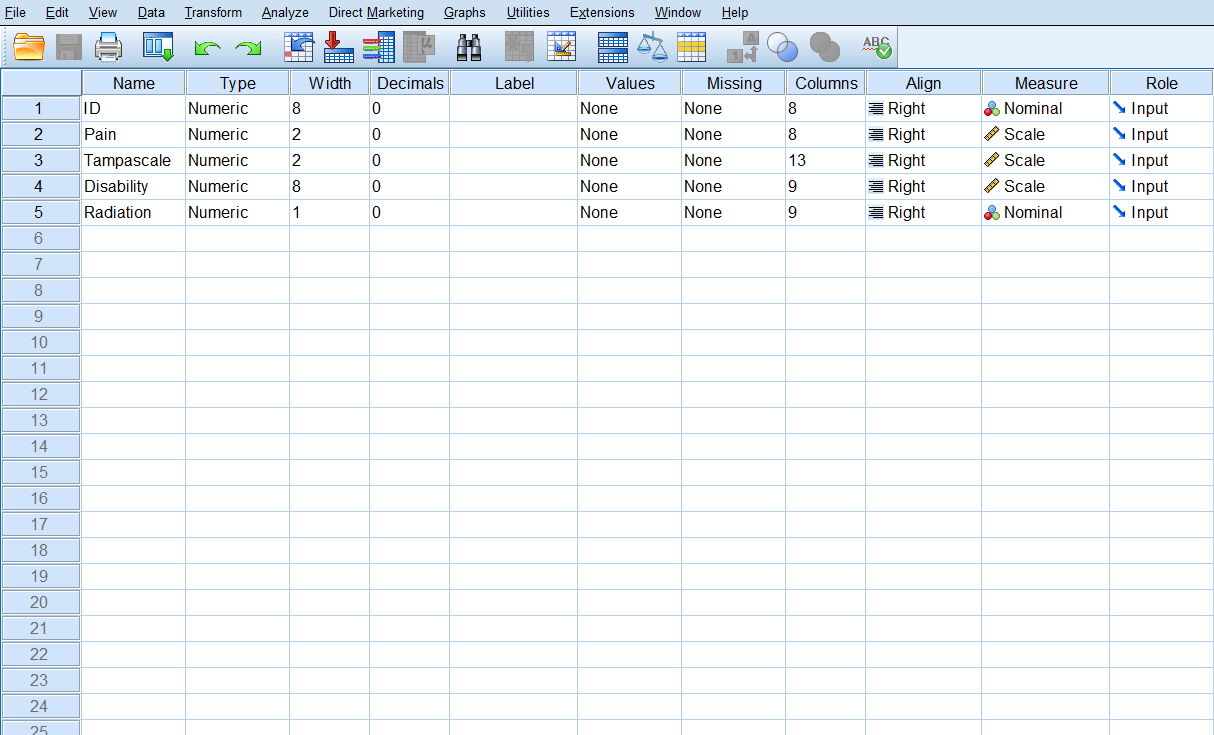 File Edit View Data Transform Analyze Direct Marketing Graphs Utilities Extensions Window Help
A 1 A μ ABC
Name Type Width Decimals Label Values Missing Columns Align Measure Role
1 ID Numeric 8 0 None None 8 Right Nominal Input
2 Pain Numeric 2 0 None None 8 Right Scale Input
3 Tampascale Numeric 2 0 None None 13 Right Scale Input
4 Disability Numeric 8 0 None None 9 Right Scale Input
5 Radiation Numeric 1 0 None None 9 Right Nominal Input
6
7
8
9
10
11
12
13
14
15
16
17
18
19
20
21
22
23
24
25